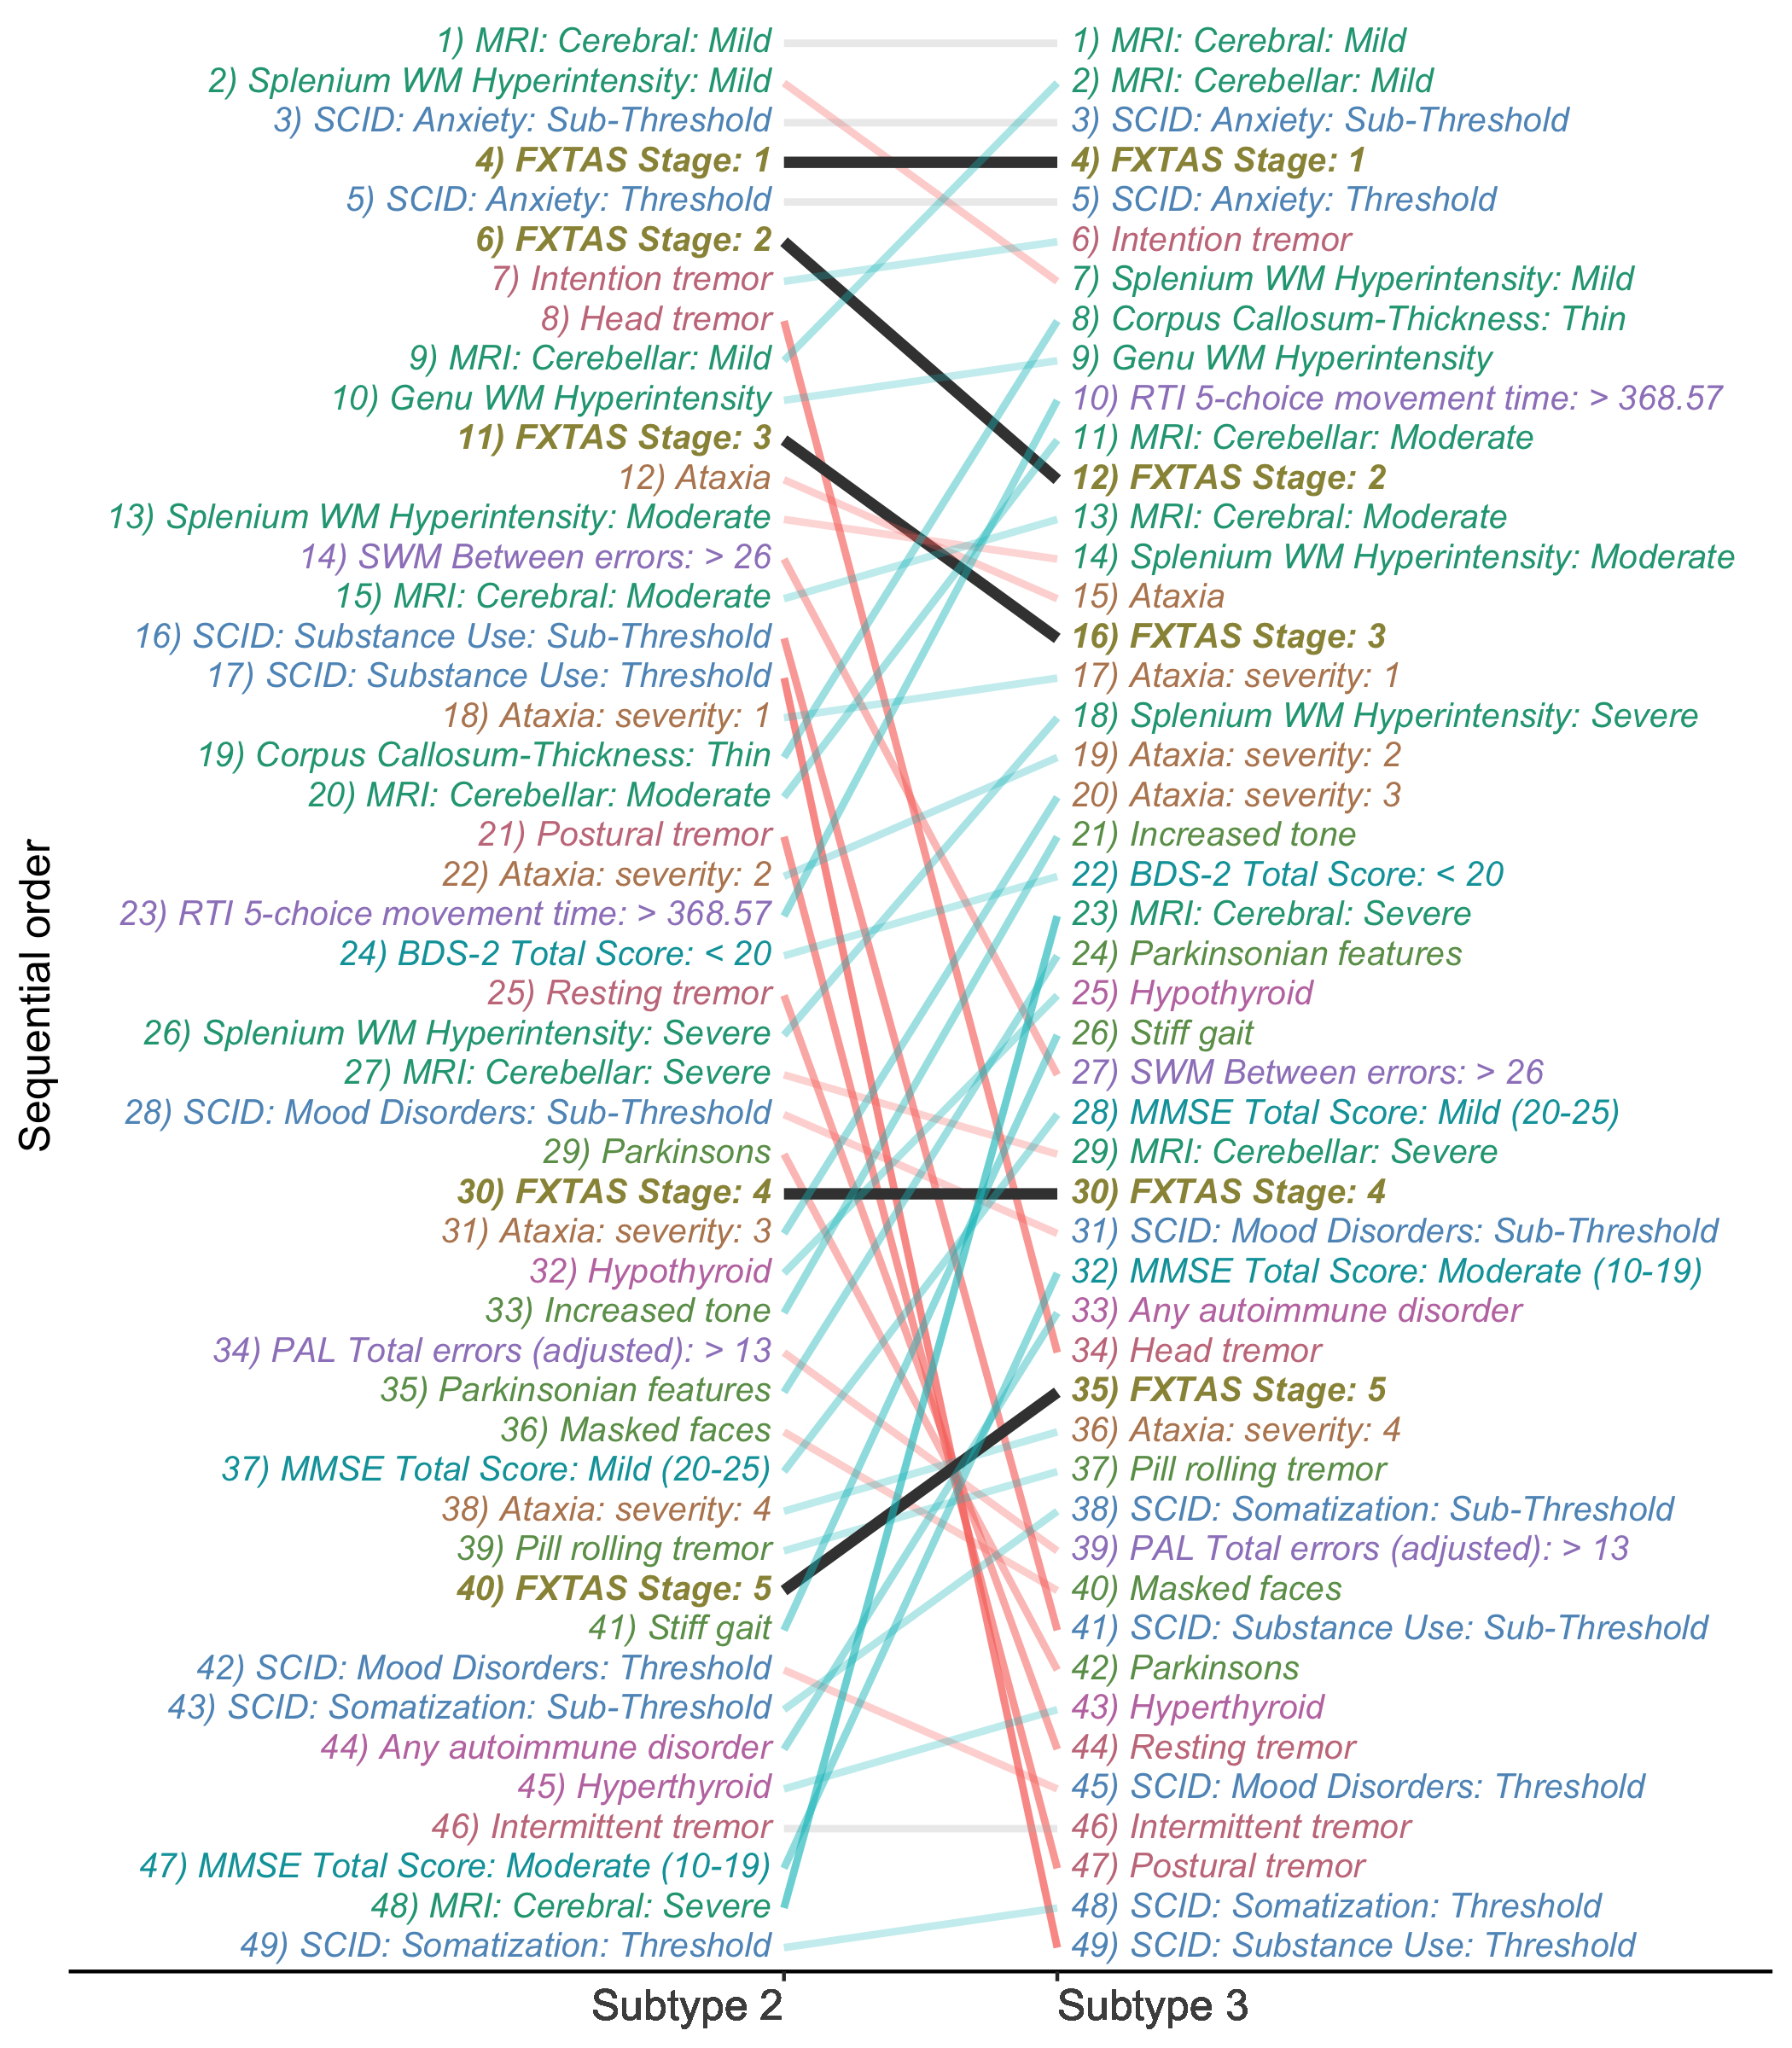 Sequential order
1) MRI: Cerebral: Mild
2) Splenium WM Hyperintensity: Mild
3) SCID: Anxiety: Sub-Threshold
4) FXTAS Stage: 1
5) SCID: Anxiety: Threshold
6) FXTAS Stage: 2
7) Intention tremor
8) Head tremor
9) MRI: Cerebellar: Mild
10) Genu WM Hyperintensity
11) FXTAS Stage: 3
12) Ataxia
13) Splenium WM Hyperintensity: Moderate
14) SWM Between errors: > 26
15) MRI: Cerebral: Moderate
16) SCID: Substance Use: Sub-Threshold
17) SCID: Substance Use: Threshold
18) Ataxia: severity: 1
19) Corpus Callosum-Thickness: Thin
20) MRI: Cerebellar: Moderate
21) Postural tremor
22) Ataxia: severity: 2
23) RTI 5-choice movement time: > 368.57
24) BDS-2 Total Score: < 20
25) Resting tremor
26) Splenium WM Hyperintensity: Severe
27) MRI: Cerebellar: Severe
28) SCID: Mood Disorders: Sub-Threshold
29) Parkinsons
30) FXTAS Stage: 4
31) Ataxia: severity: 3
32) Hypothyroid
33) Increased tone
34) PAL Total errors (adjusted): > 13
35) Parkinsonian features
36) Masked faces
37) MMSE Total Score: Mild (20-25)
38) Ataxia: severity: 4
39) Pill rolling tremor
40) FXTAS Stage: 5
41) Stiff gait
42) SCID: Mood Disorders: Threshold
43) SCID: Somatization: Sub-Threshold
44) Any autoimmune disorder
45) Hyperthyroid
46) Intermittent tremor
47) MMSE Total Score: Moderate (10-19)
48) MRI: Cerebral: Severe
49) SCID: Somatization: Threshold
Subtype 2
1) MRI: Cerebral: Mild
2) MRI: Cerebellar: Mild
3) SCID: Anxiety: Sub-Threshold
4) FXTAS Stage: 1
5) SCID: Anxiety: Threshold
6) Intention tremor
7) Splenium WM Hyperintensity: Mild
8) Corpus Callosum-Thickness: Thin
9) Genu WM Hyperintensity
10) RTI 5-choice movement time: > 368.57
11) MRI: Cerebellar: Moderate
12) FXTAS Stage: 2
13) MRI: Cerebral: Moderate
14) Splenium WM Hyperintensity: Moderate
15) Ataxia
16) FXTAS Stage: 3
17) Ataxia: severity: 1
18) Splenium WM Hyperintensity: Severe
19) Ataxia: severity: 2
20) Ataxia: severity: 3
21) Increased tone
22) BDS-2 Total Score: < 20
23) MRI: Cerebral: Severe
24) Parkinsonian features
25) Hypothyroid
26) Stiff gait
27) SWM Between errors: > 26
28) MMSE Total Score: Mild (20-25)
29) MRI: Cerebellar: Severe
30) FXTAS Stage: 4
31) SCID: Mood Disorders: Sub-Threshold
32) MMSE Total Score: Moderate (10-19)
33) Any autoimmune disorder
34) Head tremor
35) FXTAS Stage: 5
36) Ataxia: severity: 4
37) Pill rolling tremor
38) SCID: Somatization: Sub-Threshold
39) PAL Total errors (adjusted): > 13
40) Masked faces
41) SCID: Substance Use: Sub-Threshold
42) Parkinsons
43) Hyperthyroid
44) Resting tremor
45) SCID: Mood Disorders: Threshold
46) Intermittent tremor
47) Postural tremor
48) SCID: Somatization: Threshold
49) SCID: Substance Use: Threshold
Subtype 3